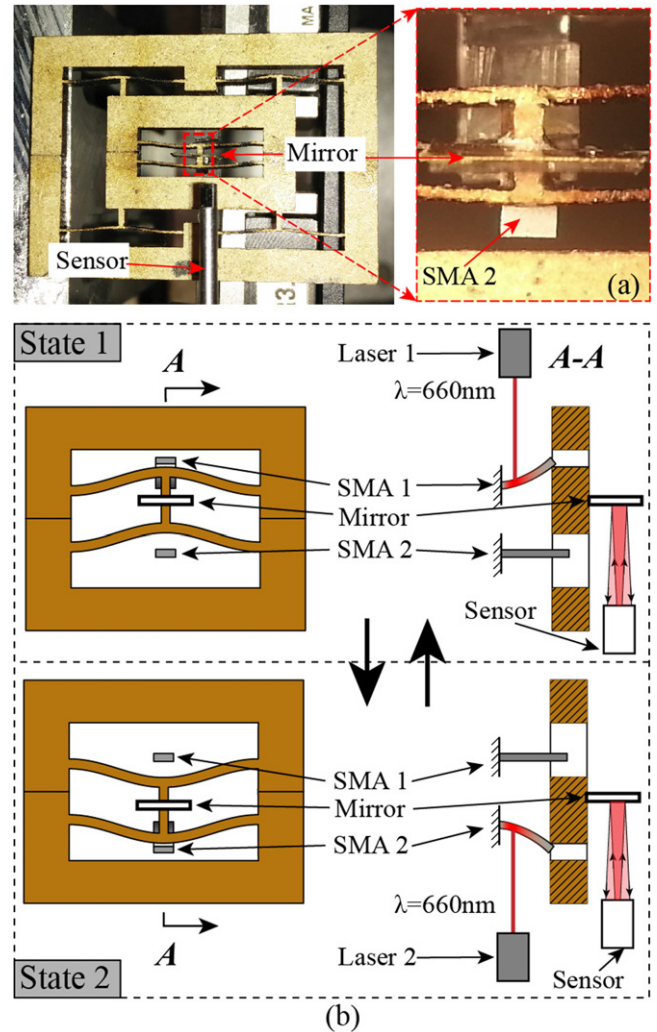 MA
Mirror
Sensor
SMA 2
(a)
State 1
A
Laser 1
A-A
λ=660nm
SMA 1
Mirror
SMA 2
Sensor
SMA 1
Mirror
SMA 2
λ=660nm
A
Laser 2
Sensor
State 2
(b)